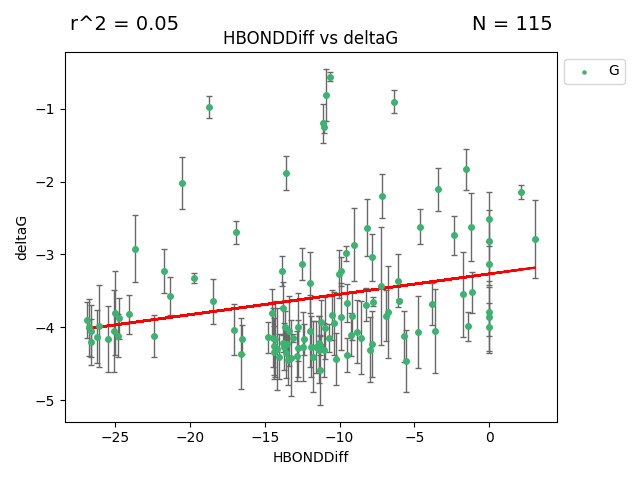 r^2 = 0.05
N = 115
HBONDDiff vs deltaG
G
deltaG
−1
−2
−3
−4
−5
−25
−20
−15
−10
−5
0
HBONDDiff